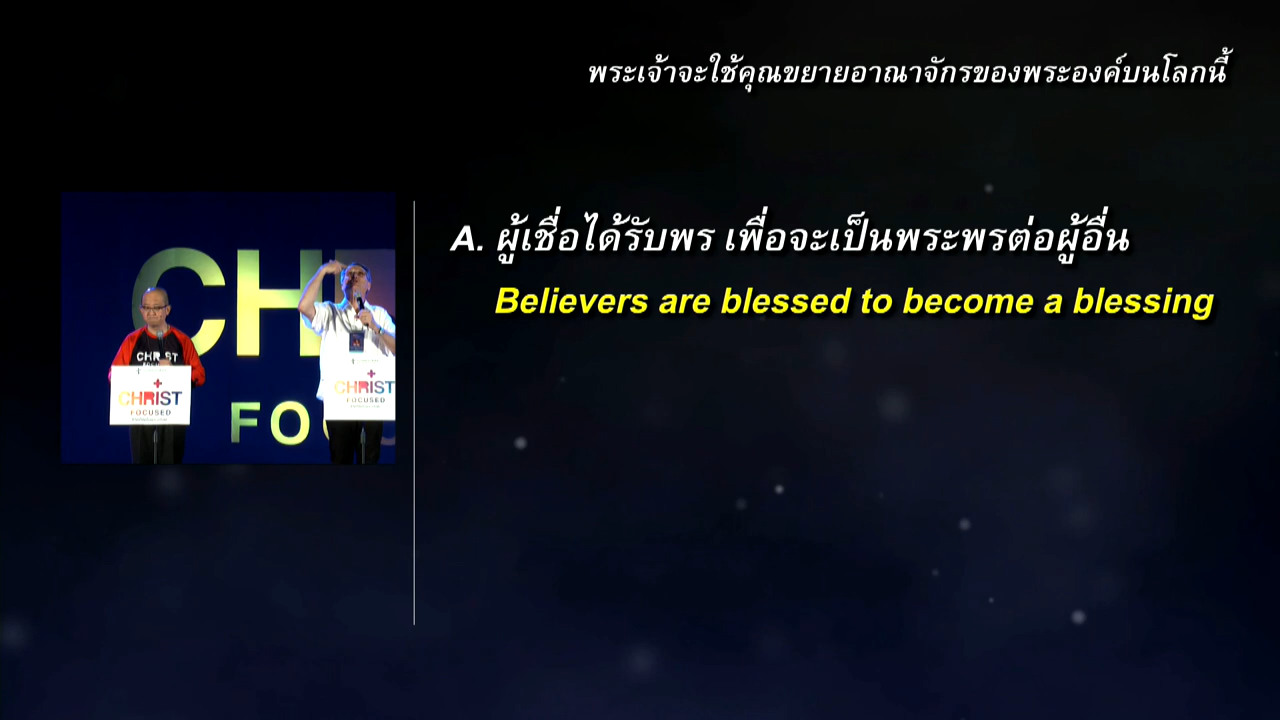 พระเจ้าจะใช้คุณขยายอาณาจักรของพระองค์บนโลกนี้
A. ผู้เชื่อได้รับพร เพื่อจะเป็นพระพรต่อผู้อื่น
Believers are blessed to become a blessing
CH
FO
CHRIST
CHRIST
FOCUSED
CHRIST
FOCUSED